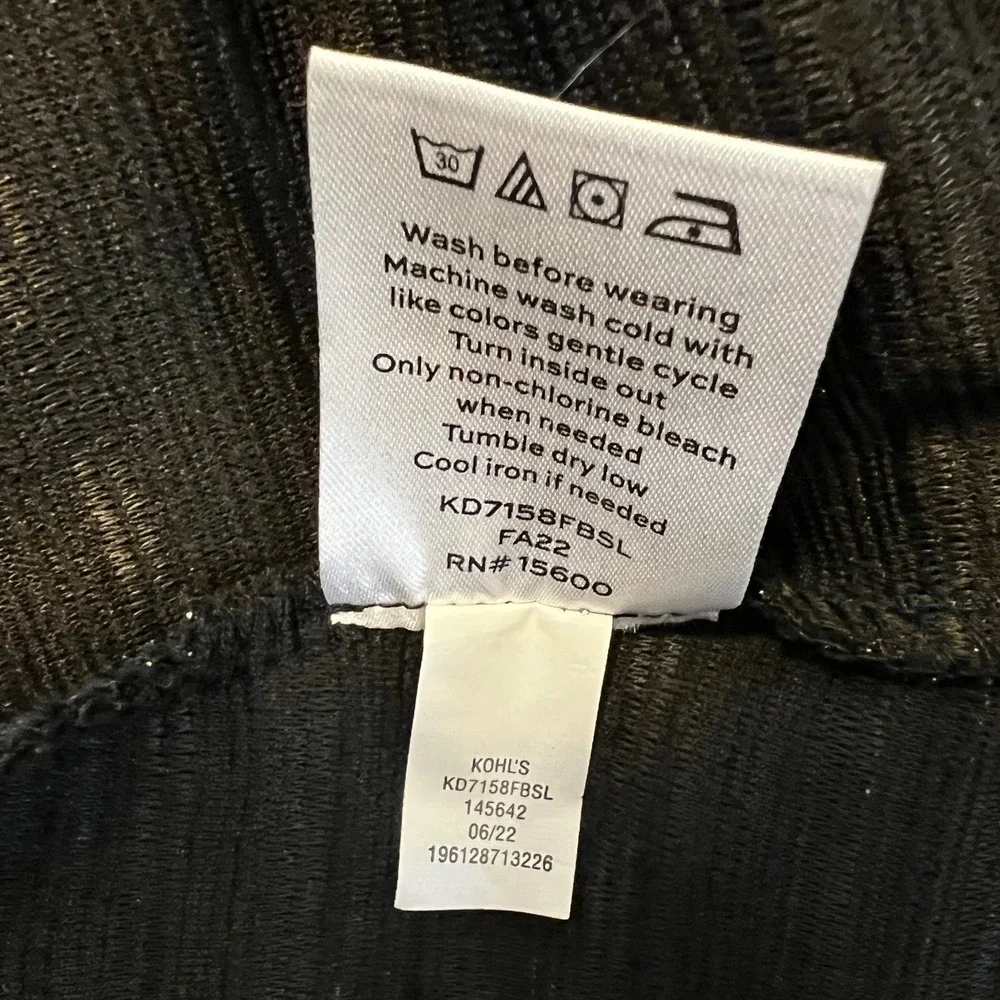 30
Wash before wearing
Machine wash cold with
like colors gentle cycle
Turn inside out
Only non-chlorine bleach
when needed
Tumble dry low
Cool iron if needed
KD7158FBSL
FA22
RN# 15600
KOHL'S
KD7158FBSL
145642
06/22
196128713226